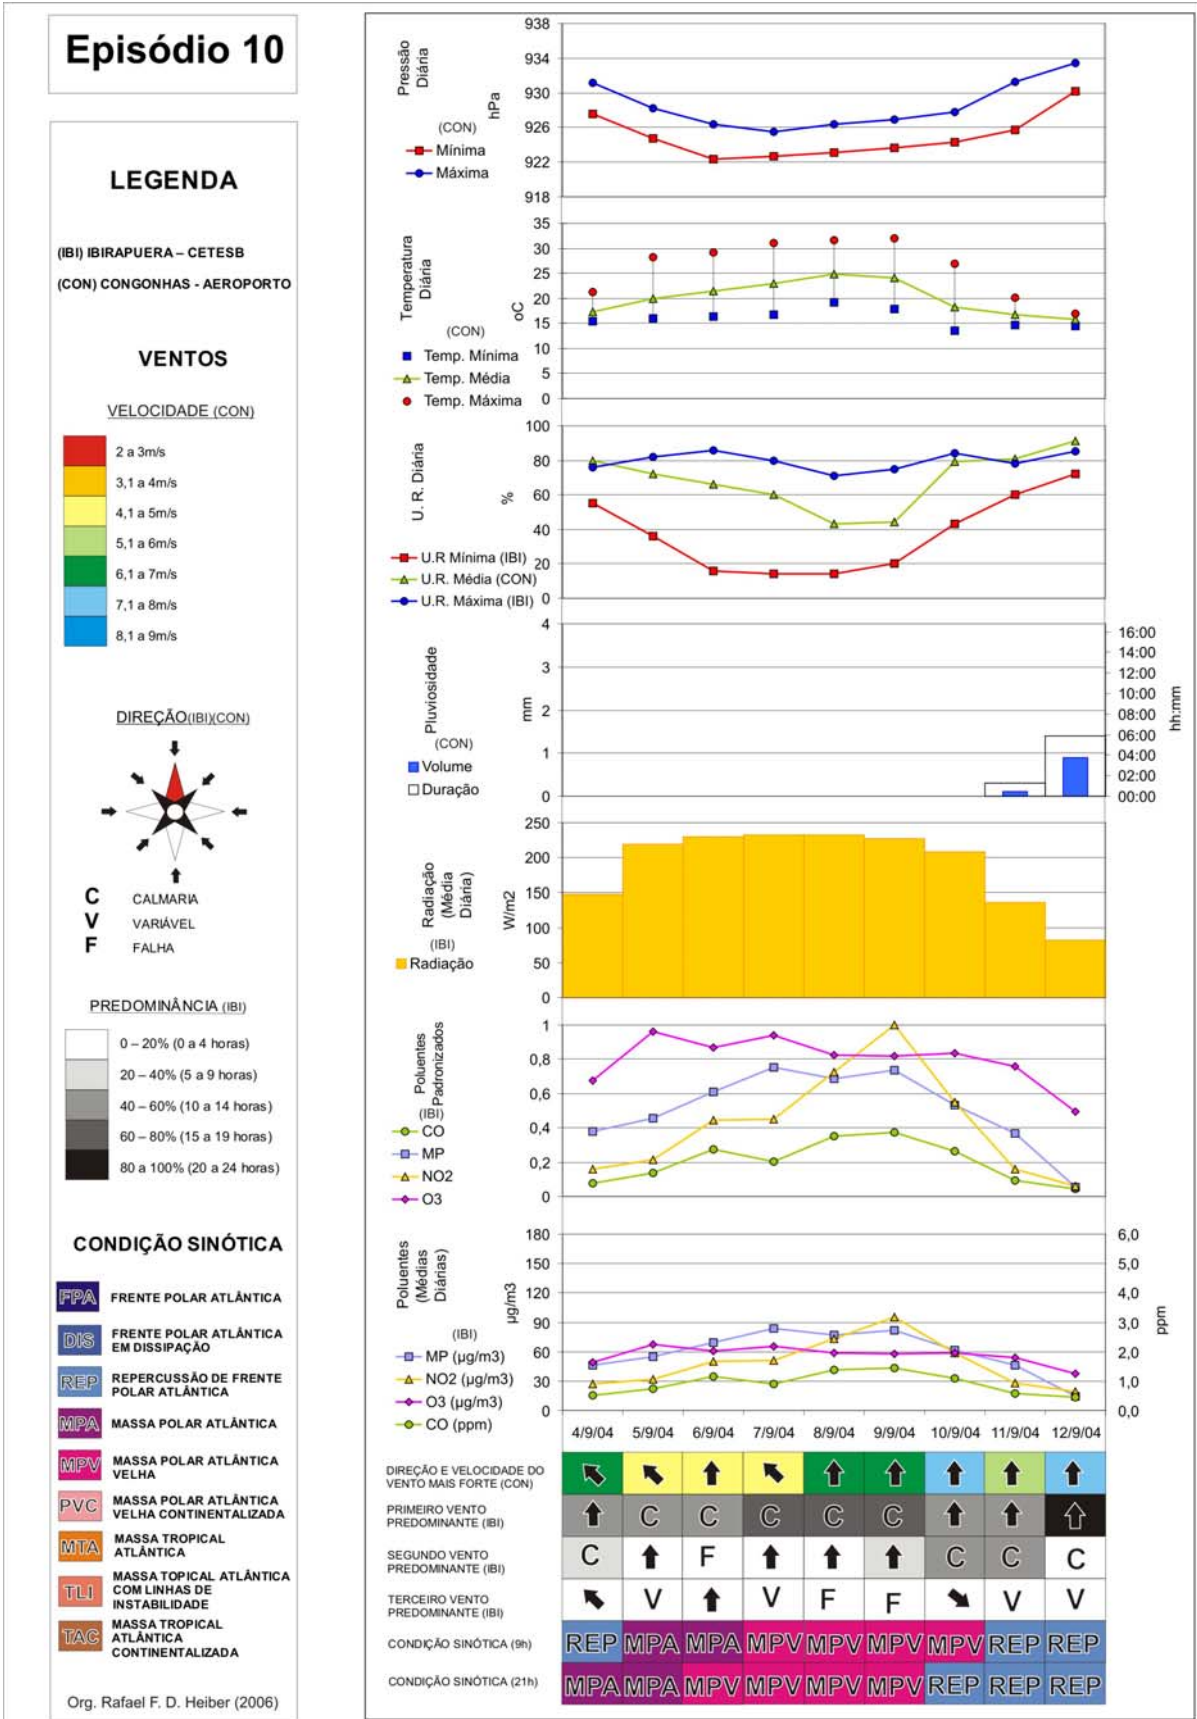 Episódio 10
LEGENDA
(IBI) IBIRAPUERA – CETESB
(CON) CONGONHAS - AEROPORTO
VENTOS
VELOCIDADE (CON)
2 a 3m/s
3,1 a 4m/s
4,1 a 5m/s
5,1 a 6m/s
6,1 a 7m/s
7,1 a 8m/s
8,1 a 9m/s
DIREÇÃO(IBI)(CON)
C CALMARIA
V VARIÁVEL
F FALHA
PREDOMINÂNCIA (IBI)
0 – 20% (0 a 4 horas)
20 – 40% (5 a 9 horas)
40 – 60% (10 a 14 horas)
60 – 80% (15 a 19 horas)
80 a 100% (20 a 24 horas)
CONDIÇÃO SINÓTICA
FPA FRENTE POLAR ATLÂNTICA
DIS FRENTE POLAR ATLÂNTICA
EM DISSIPAÇÃO
REP REPERCUSSÃO DE FRENTE
POLAR ATLÂNTICA
MPA MASSA POLAR ATLÂNTICA
MPV MASSA POLAR ATLÂNTICA
VELHA
PVC MASSA POLAR ATLÂNTICA
VELHA CONTINENTALIZADA
MTA MASSA TROPICAL
ATLÂNTICA
TLI MASSA TOPICAL ATLÂNTICA
COM LINHAS DE
INSTABILIDADE
TAC MASSA TROPICAL
ATLÂNTICA
CONTINENTALIZADA
Org. Rafael F. D. Heiber (2006)
Pressão
Diária
hPa
(CON)
Mínima
Máxima
938
934
930
926
922
918
Temperatura
Diária
oC
(CON)
Temp. Mínima
Temp. Média
Temp. Máxima
35
30
25
20
15
10
5
0
U. R. Diária
%
U.R Mínima (IBI)
U.R. Média (CON)
U.R. Máxima (IBI)
100
80
60
40
20
0
Pluviosidade
mm
(CON)
Volume
Duração
4
3
2
1
0
16:00
14:00
12:00
10:00
08:00
06:00
04:00
02:00
00:00
hh:mm
Radiação
(Média
Diária)
W/m2
(IBI)
Radiação
250
200
150
100
50
0
Poluentes
Padronizados
(IBI)
CO
MP
NO2
O3
1
0,8
0,6
0,4
0,2
0
Poluentes
(Médias
Diárias)
µg/m3
(IBI)
MP (µg/m3)
NO2 (µg/m3)
O3 (µg/m3)
CO (ppm)
180
150
120
90
60
30
0
6,0
5,0
4,0
3,0
2,0
1,0
0,0
ppm
4/9/04 5/9/04 6/9/04 7/9/04 8/9/04 9/9/04 10/9/04 11/9/04 12/9/04
DIREÇÃO E VELOCIDADE DO
VENTO MAIS FORTE (CON)
PRIMEIRO VENTO
PREDOMINANTE (IBI)
C C C C C
SEGUNDO VENTO
PREDOMINANTE (IBI)
C F C C C
TERCEIRO VENTO
PREDOMINANTE (IBI)
V V F F V V
CONDIÇÃO SINÓTICA (9h)
REP MPA MPA MPV MPV MPV MPV REP REP
CONDIÇÃO SINÓTICA (21h)
MPA MPA MPV MPV MPV MPV REP REP REP